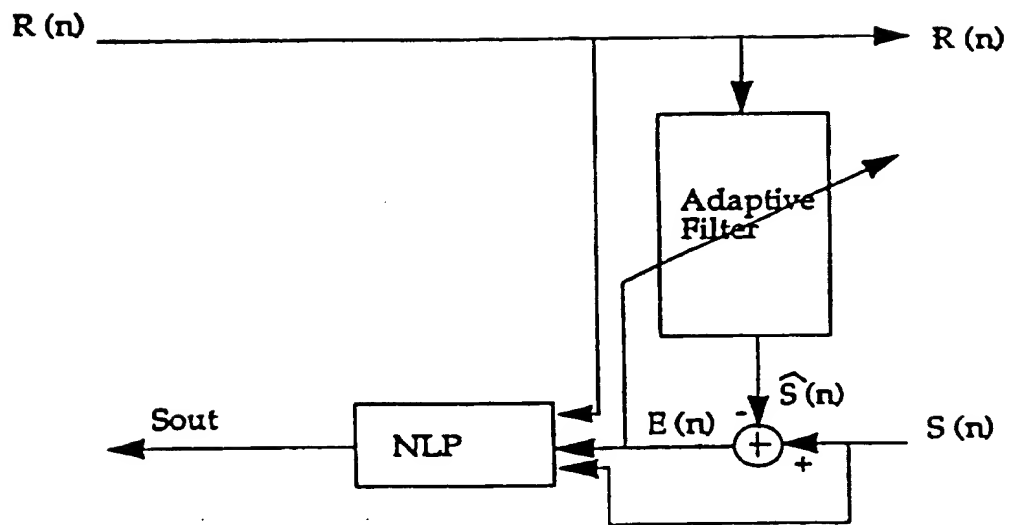 R (n)
R (n)
Adaptive
Filter
Ŝ (n)
-
Sout
NLP
E (n)
+
+
S (n)